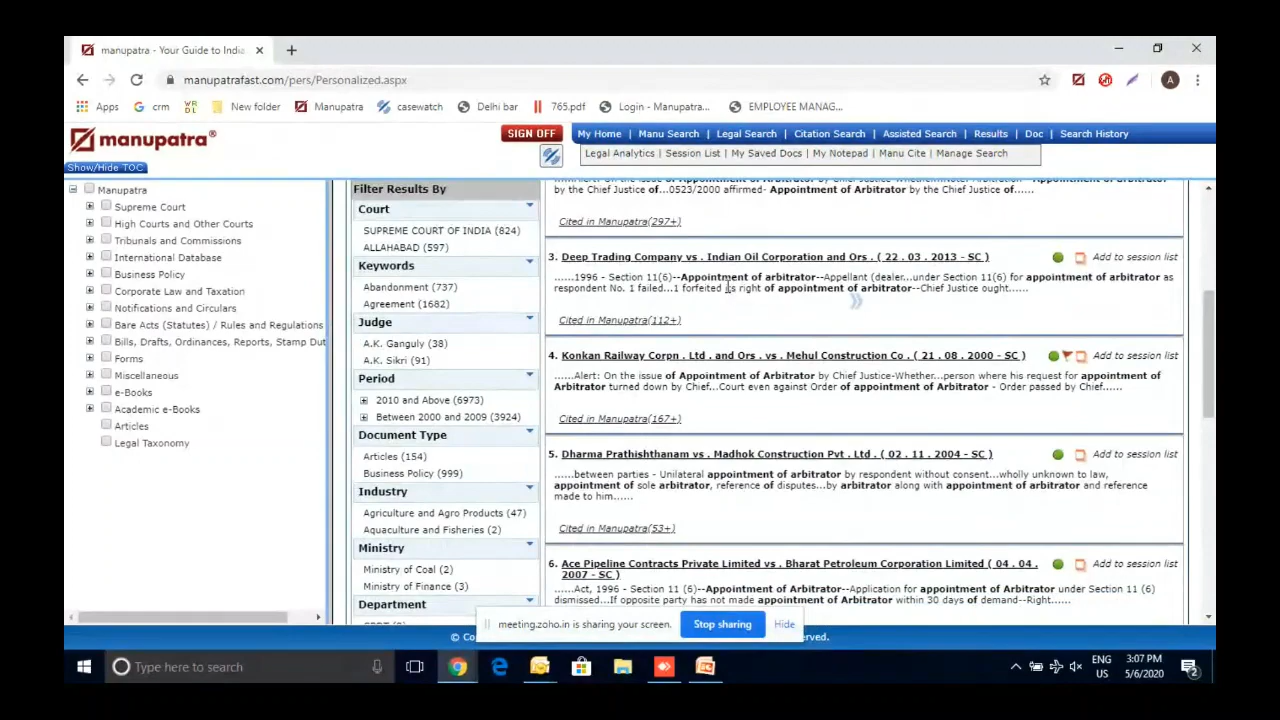 manupatra - Your Guide to India
manupatrafast.com/pers/Personalized.aspx
A
Apps crm New folder Manupatra casewatch Delhi bar 765.pdf Login - Manupatra... EMPLOYEE MANAG...
manupatra®
SIGN OFF
My Home | Manu Search | Legal Search | Citation Search | Assisted Search | Results | Doc | Search History
Legal Analytics | Session List | My Saved Docs | My Notepad | Manu Cite | Manage Search
Show/Hide TOC
Manupatra
Supreme Court
High Courts and Other Courts
Tribunals and Commissions
International Database
Business Policy
Corporate Law and Taxation
Notifications and Circulars
Bare Acts (Statutes) / Rules and Regulations
Bills, Drafts, Ordinances, Reports, Stamp Dut
Forms
Miscellaneous
e-Books
Academic e-Books
Articles
Legal Taxonomy
Filter Results By
Court
SUPREME COURT OF INDIA (824)
ALLAHABAD (597)
Keywords
Abandonment (737)
Agreement (1682)
Judge
A.K. Ganguly (38)
A.K. Sikri (91)
Period
2010 and Above (6973)
Between 2000 and 2009 (3924)
Document Type
Articles (154)
Business Policy (999)
Industry
Agriculture and Agro Products (47)
Aquaculture and Fisheries (2)
Ministry
Ministry of Coal (2)
Ministry of Finance (3)
Department
by the Chief Justice of...0523/2000 affirmed- Appointment of Arbitrator by the Chief Justice of......
Cited in Manupatra(297+)
3. Deep Trading Company vs . Indian Oil Corporation and Ors . ( 22 . 03 . 2013 - SC ) Add to session list
......1996 - Section 11(6)--Appointment of arbitrator--Appellant (dealer...under Section 11(6) for appointment of arbitrator as
respondent No. 1 failed...1 forfeited its right of appointment of arbitrator--Chief Justice ought......
Cited in Manupatra(112+)
4. Konkan Railway Corpn . Ltd . and Ors . vs . Mehul Construction Co . ( 21 . 08 . 2000 - SC ) Add to session list
......Alert: On the issue of Appointment of Arbitrator by Chief Justice-Whether...person where his request for appointment of
Arbitrator turned down by Chief...Court even against Order of appointment of Arbitrator - Order passed by Chief......
Cited in Manupatra(167+)
5. Dharma Prathishthanam vs . Madhok Construction Pvt . Ltd . ( 02 . 11 . 2004 - SC ) Add to session list
......between parties - Unilateral appointment of arbitrator by respondent without consent...wholly unknown to law,
appointment of sole arbitrator, reference of disputes...by arbitrator along with appointment of arbitrator and reference
made to him......
Cited in Manupatra(53+)
6. Ace Pipeline Contracts Private Limited vs . Bharat Petroleum Corporation Limited ( 04 . 04 . Add to session list
2007 - SC )
......Act, 1996 - Section 11 (6)--Appointment of Arbitrator--Application for appointment of arbitrator under Section 11 (6)
dismissed...If opposite party has not made appointment of Arbitrator within 30 days of demand--Right......
meeting.zoho.in is sharing your screen. Stop sharing Hide
Type here to search
ENG
US
3:07 PM
5/6/2020
2